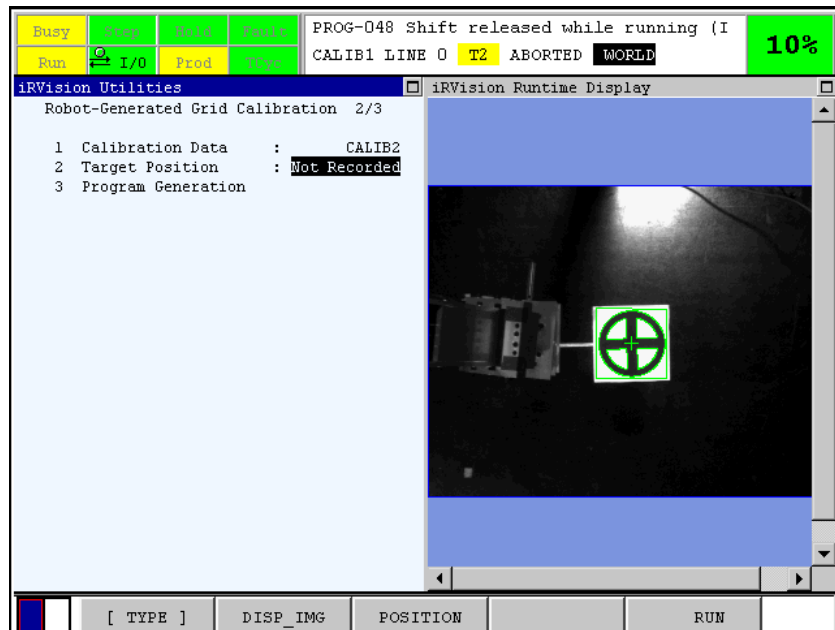 Busy Step Hold Fault
Run I/O Prod TCyc
PROG-048 Shift released while running (I
CALIB1 LINE 0 T2 ABORTED WORLD
10%
iRVision Utilities
Robot-Generated Grid Calibration 2/3
1 Calibration Data : CALIB2
2 Target Position : Not Recorded
3 Program Generation
iRVision Runtime Display
[ TYPE ] DISP_IMG POSITION RUN